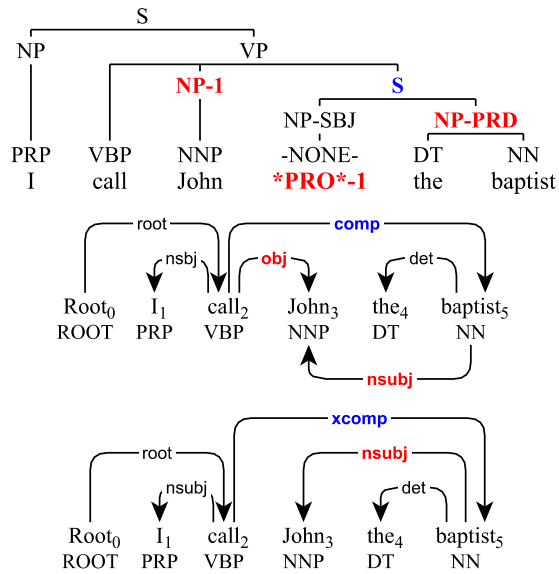 S
NP VP
NP-1 S
NP-SBJ NP-PRD
PRP VBP NNP -NONE- DT NN
I call John *PRO*-1 the baptist
root comp
nsbj obj det
Root0 I1 call2 John3 the4 baptist5
ROOT PRP VBP NNP DT NN
nsubj
xcomp
root nsubj
nsubj det
Root0 I1 call2 John3 the4 baptist5
ROOT PRP VBP NNP DT NN